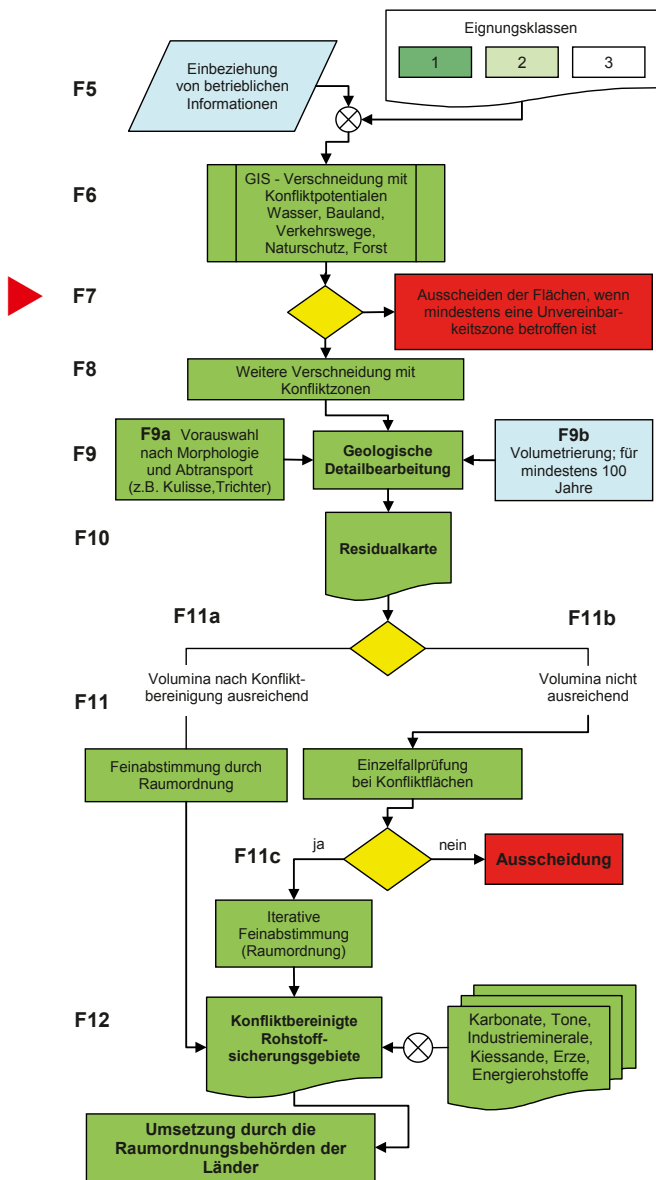 Eignungsklassen
1
2
3
F5
Einbeziehung
von betrieblichen
Informationen
F6
GIS - Verschneidung mit
Konfliktpotentialen
Wasser, Bauland,
Verkehrswege,
Naturschutz, Forst
F7
Ausscheiden der Flächen, wenn
mindestens eine Unvereinbar-
keitszone betroffen ist
F8
Weitere Verschneidung mit
Konfliktzonen
F9
F9a Vorauswahl
nach Morphologie
und Abtransport
(z.B. Kulisse,Trichter)
Geologische
Detailbearbeitung
F9b
Volumetrierung; für
mindestens 100
Jahre
F10
Residualkarte
F11a
F11b
Volumina nach Konflikt-
bereinigung ausreichend
Volumina nicht
ausreichend
F11
Feinabstimmung durch
Raumordnung
Einzelfallprüfung
bei Konfliktflächen
F11c
ja
nein
Ausscheidung
Iterative
Feinabstimmung
(Raumordnung)
F12
Konfliktbereinigte
Rohstoff-
sicherungsgebiete
Karbonate, Tone,
Industrieminerale,
Kiessande, Erze,
Energierohstoffe
Umsetzung durch die
Raumordnungsbehörden der
Länder